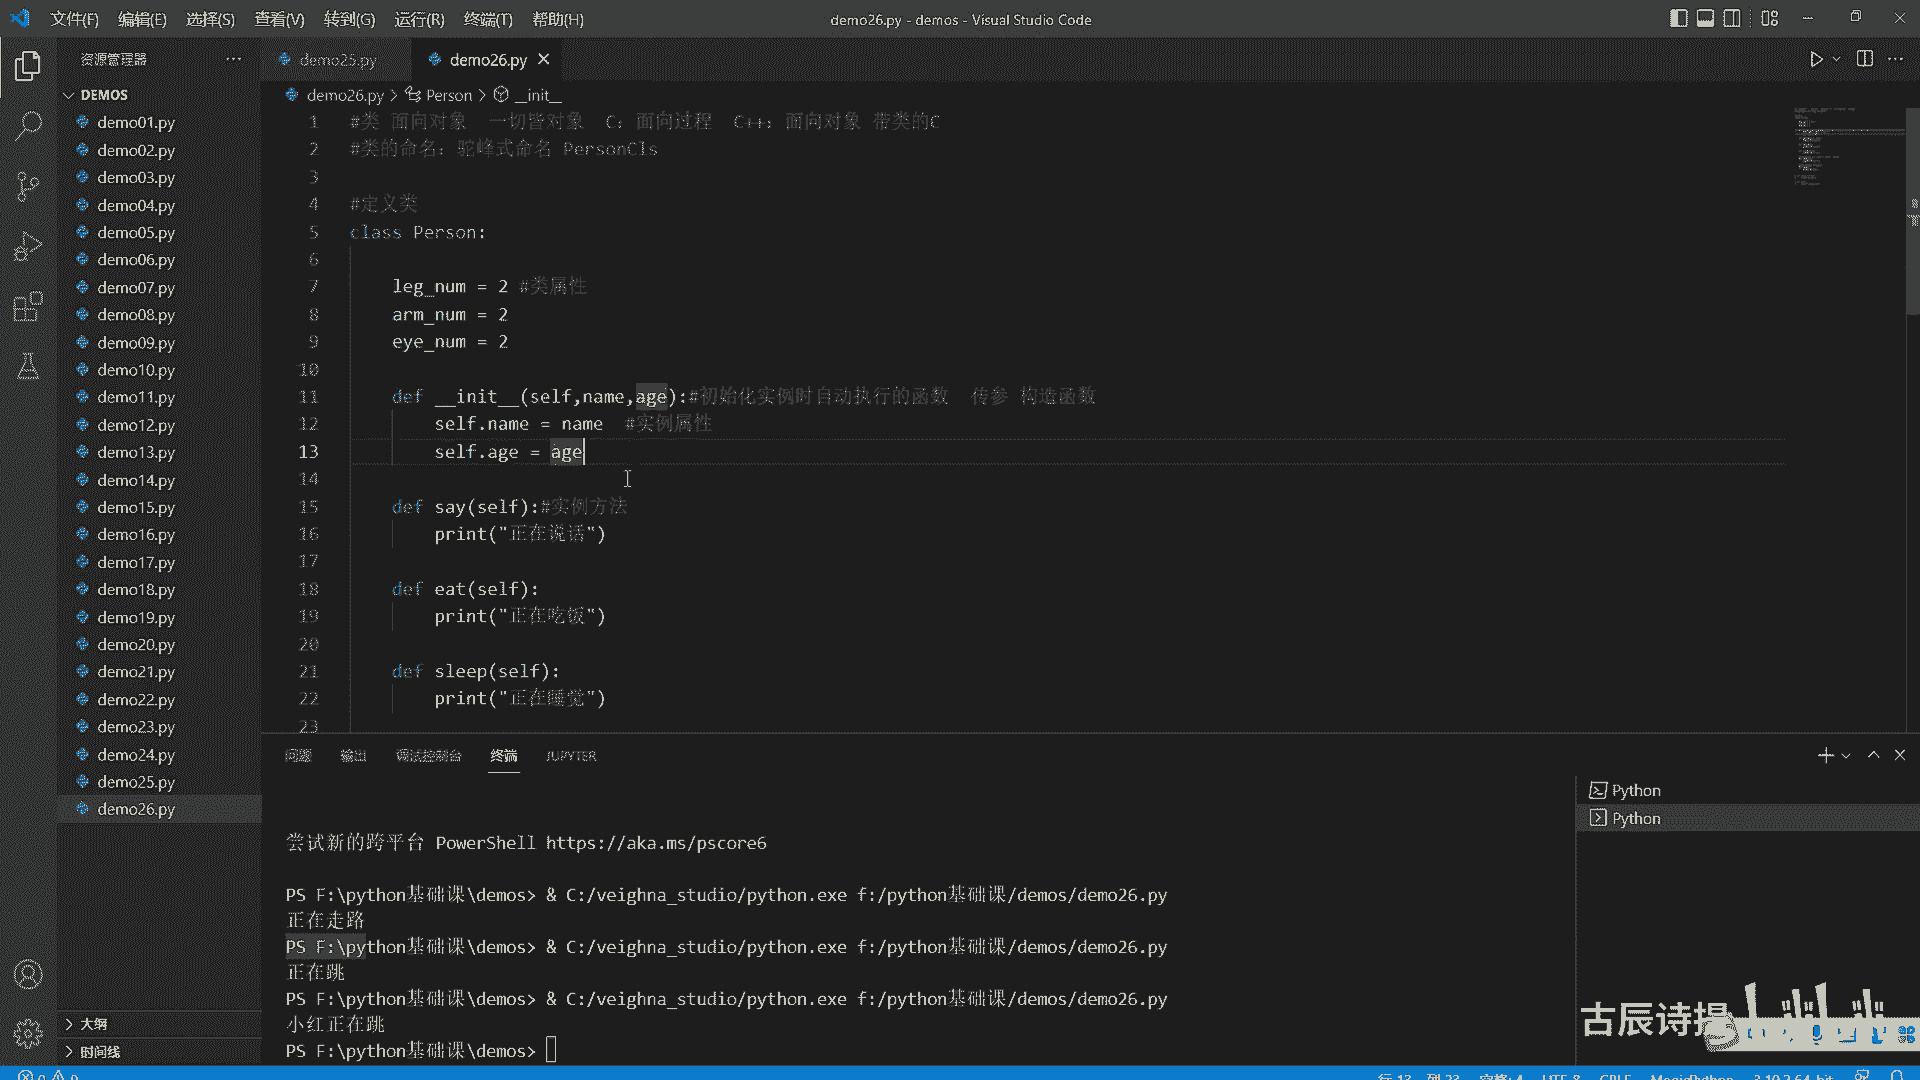 文件(F) 编辑(E) 选择(S) 查看(V) 转到(G) 运行(R) 终端(T) 帮助(H) demo26.py - demos - Visual Studio Code
资源管理器 demo25.py demo26.py
DEMOS
demo01.py
demo02.py
demo03.py
demo04.py
demo05.py
demo06.py
demo07.py
demo08.py
demo09.py
demo10.py
demo11.py
demo12.py
demo13.py
demo14.py
demo15.py
demo16.py
demo17.py
demo18.py
demo19.py
demo20.py
demo21.py
demo22.py
demo23.py
demo24.py
demo25.py
demo26.py
大纲
时间线
demo26.py > Person > __init__
1 #类 面向对象 一切皆对象 C: 面向过程 C++: 面向对象 带类的C
2 #类的命名: 驼峰式命名 PersonCls
3
4 #定义类
5 class Person:
6
7 leg_num = 2 #类属性
8 arm_num = 2
9 eye_num = 2
10
11 def __init__(self,name,age):#初始化实例时自动执行的函数 传参 构造函数
12 self.name = name #实例属性
13 self.age = age
14
15 def say(self):#实例方法
16 print("正在说话")
17
18 def eat(self):
19 print("正在吃饭")
20
21 def sleep(self):
22 print("正在睡觉")
23
问题 输出 调试控制台 终端 JUPYTER
Python
Python
尝试新的跨平台 PowerShell https://aka.ms/pscore6
PS F:\python基础课\demos> & C:/veighna_studio/python.exe f:/python基础课/demos/demo26.py
正在走路
PS F:\python基础课\demos> & C:/veighna_studio/python.exe f:/python基础课/demos/demo26.py
正在跳
PS F:\python基础课\demos> & C:/veighna_studio/python.exe f:/python基础课/demos/demo26.py
小红正在跳
PS F:\python基础课\demos>
古辰诗提
行 13, 列 23 空格: 4 UTF-8 CRLF MagicPython 3.10.2 64-bit